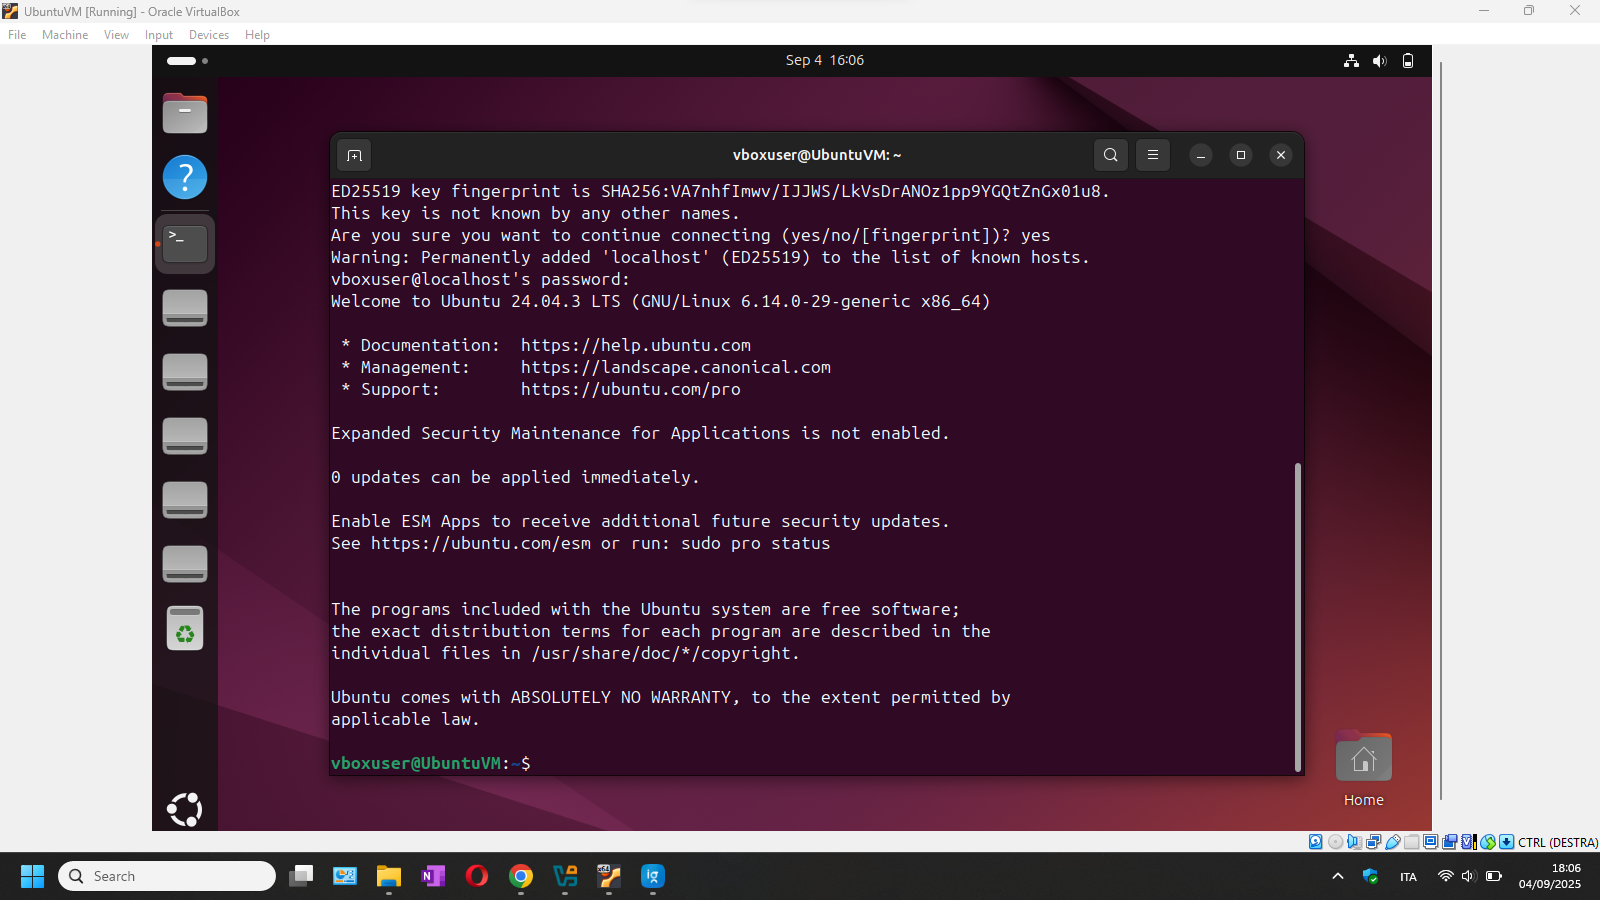 UbuntuVM [Running] - Oracle VirtualBox
File Machine View Input Devices Help
Sep 4 16:06
vboxuser@UbuntuVM: ~
ED25519 key fingerprint is SHA256:VA7nhfImwv/IJJWS/LkVsDrANOz1pp9YGQtZnGx01u8.
This key is not known by any other names.
Are you sure you want to continue connecting (yes/no/[fingerprint])? yes
Warning: Permanently added 'localhost' (ED25519) to the list of known hosts.
vboxuser@localhost's password:
Welcome to Ubuntu 24.04.3 LTS (GNU/Linux 6.14.0-29-generic x86_64)
* Documentation: https://help.ubuntu.com
* Management: https://landscape.canonical.com
* Support: https://ubuntu.com/pro
Expanded Security Maintenance for Applications is not enabled.
0 updates can be applied immediately.
Enable ESM Apps to receive additional future security updates.
See https://ubuntu.com/esm or run: sudo pro status
The programs included with the Ubuntu system are free software;
the exact distribution terms for each program are described in the
individual files in /usr/share/doc/*/copyright.
Ubuntu comes with ABSOLUTELY NO WARRANTY, to the extent permitted by
applicable law.
vboxuser@UbuntuVM:~$
Home
CTRL (DESTRA)
Search
ITA
18:06
04/09/2025